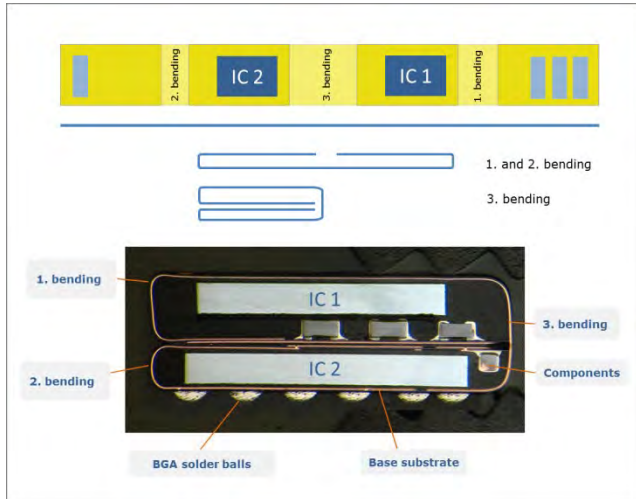 2. bending
IC 2
3. bending
IC 1
1. bending
1. and 2. bending
3. bending
1. bending
IC 1
3. bending
IC 2
2. bending
Components
BGA solder balls
Base substrate